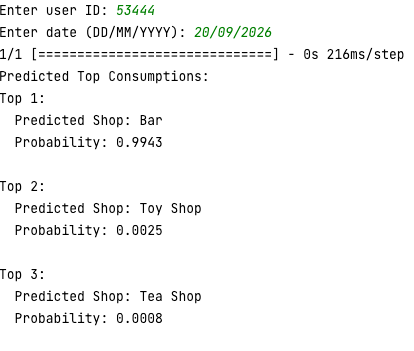 Enter user ID: 53444
Enter date (DD/MM/YYYY): 20/09/2026
1/1 [==============================] - 0s 216ms/step
Predicted Top Consumptions:
Top 1:
  Predicted Shop: Bar
  Probability: 0.9943

Top 2:
  Predicted Shop: Toy Shop
  Probability: 0.0025

Top 3:
  Predicted Shop: Tea Shop
  Probability: 0.0008